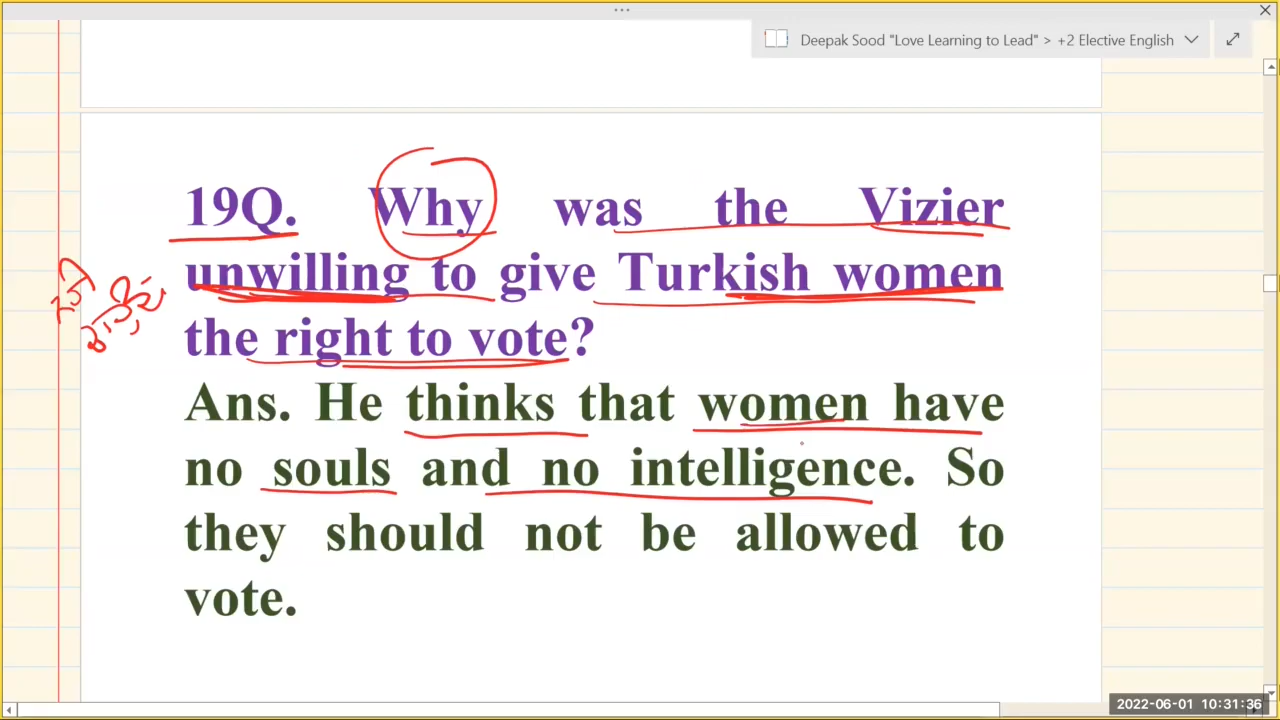 Deepak Sood "Love Learning to Lead" > +2 Elective English
19Q. Why was the Vizier
unwilling to give Turkish women
the right to vote?
Ans. He thinks that women have
no souls and no intelligence. So
they should not be allowed to
vote.
2022-06-01 10:31:36